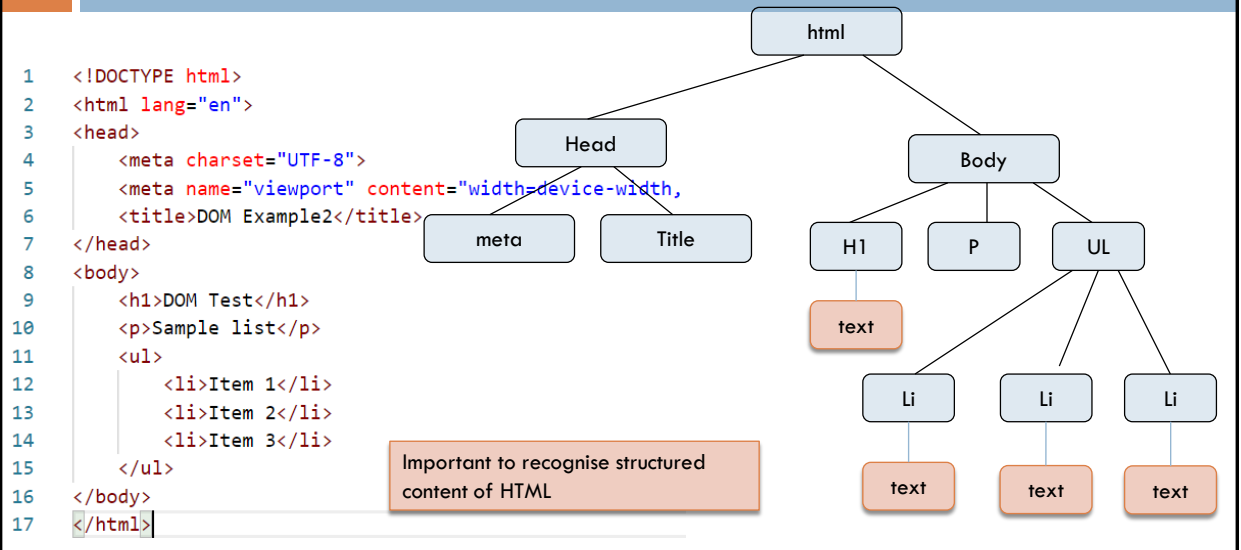 1 <!DOCTYPE html>
2 <html lang="en">
3 <head>
4 <meta charset="UTF-8">
5 <meta name="viewport" content="width=device-width,
6 <title>DOM Example2</title>
7 </head>
8 <body>
9 <h1>DOM Test</h1>
10 <p>Sample list</p>
11 <ul>
12 <li>Item 1</li>
13 <li>Item 2</li>
14 <li>Item 3</li>
15 </ul>
16 </body>
17 </html>
html
Head
Body
meta
Title
H1
P
UL
text
Li
Li
Li
text
text
text
Important to recognise structured
content of HTML